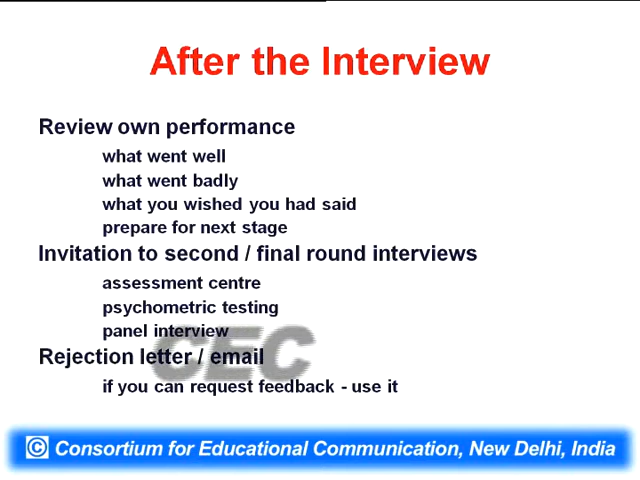 After the Interview
Review own performance
what went well
what went badly
what you wished you had said
prepare for next stage
Invitation to second / final round interviews
assessment centre
psychometric testing
panel interview
CEC
Rejection letter / email
if you can request feedback - use it
© Consortium for Educational Communication, New Delhi, India